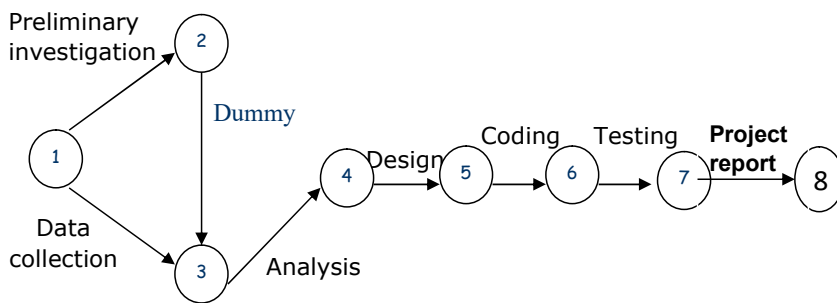 Preliminary
investigation
2
Dummy
1
Data
collection
3
Analysis
4
Design
5
Coding
6
Testing
7
Project
report
8